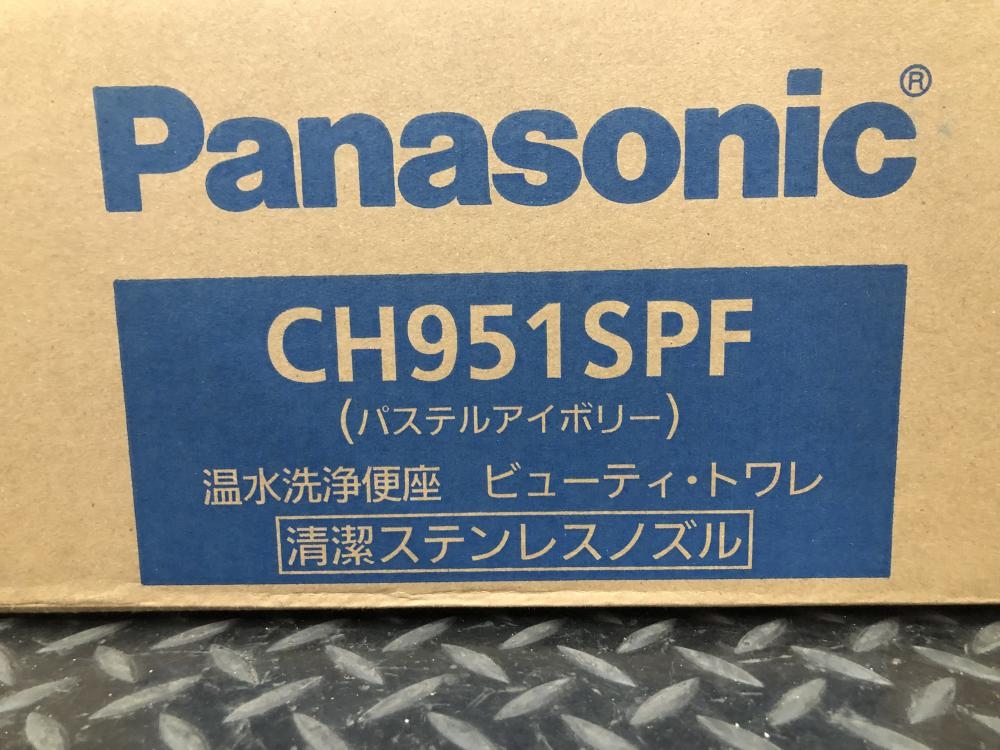 Panasonic®
CH951SPF
(パステルアイボリー)
温水洗浄便座　ビューティ・トワレ
清潔ステンレスノズル